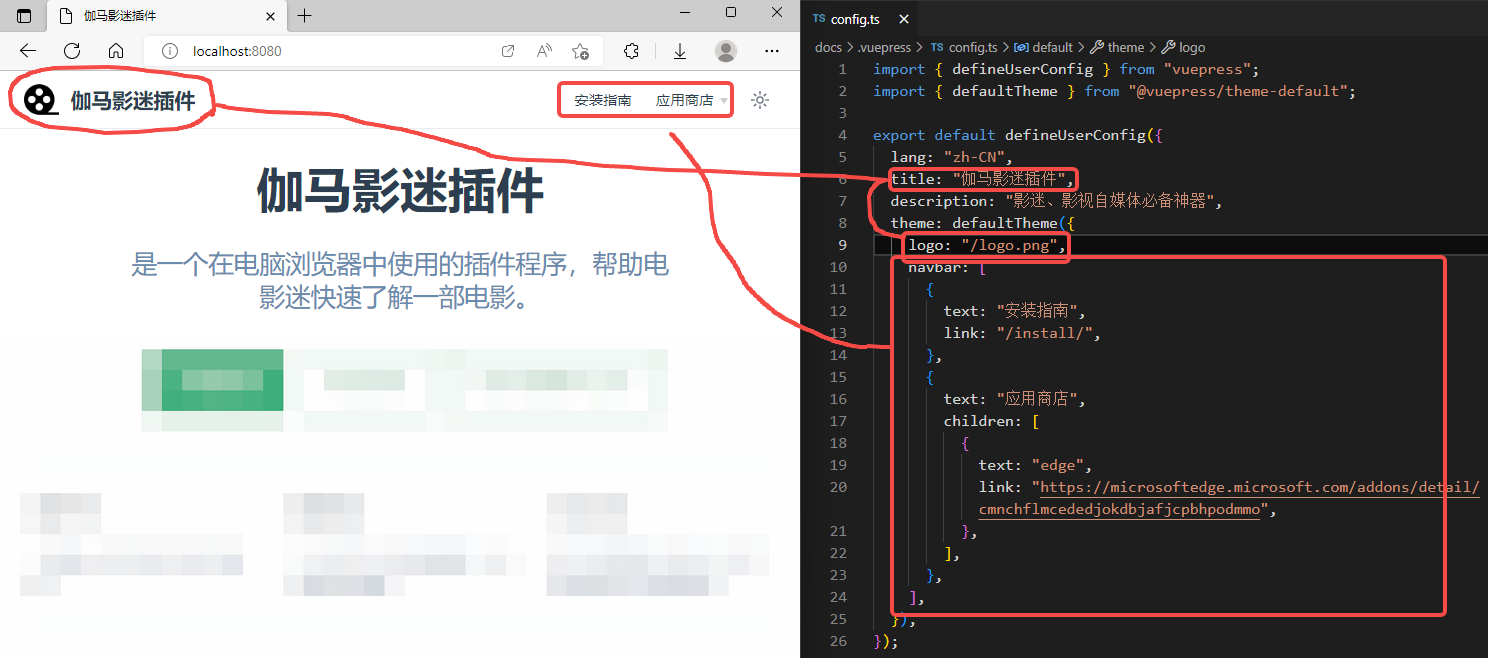 伽马影迷插件
localhost:8080
伽马影迷插件
安装指南 应用商店
伽马影迷插件
是一个在电脑浏览器中使用的插件程序，帮助电
影迷快速了解一部电影。
TS config.ts
docs > .vuepress > TS config.ts > default > theme > logo
1 import { defineUserConfig } from "vuepress";
2 import { defaultTheme } from "@vuepress/theme-default";
3
4 export default defineUserConfig({
5 lang: "zh-CN",
6 title: "伽马影迷插件",
7 description: "影迷、影视自媒体必备神器",
8 theme: defaultTheme({
9 logo: "/logo.png",
10 navbar: [
11 {
12 text: "安装指南",
13 link: "/install/",
14 },
15 {
16 text: "应用商店",
17 children: [
18 {
19 text: "edge",
20 link: "https://microsoftedge.microsoft.com/addons/detail/
cmnchflmcededjokdbjafjcpbhpodmmo",
21 },
22 ],
23 },
24 ],
25 }),
26 });